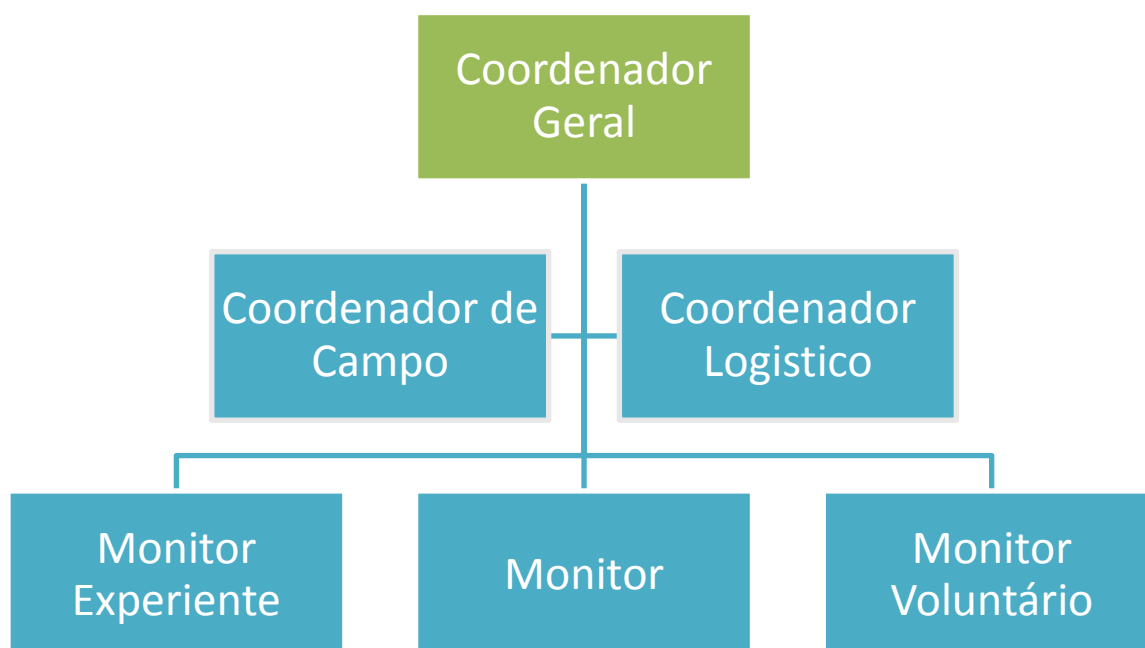 Coordenador
Geral
Coordenador de
Campo
Coordenador
Logistico
Monitor
Experiente
Monitor
Monitor
Voluntário